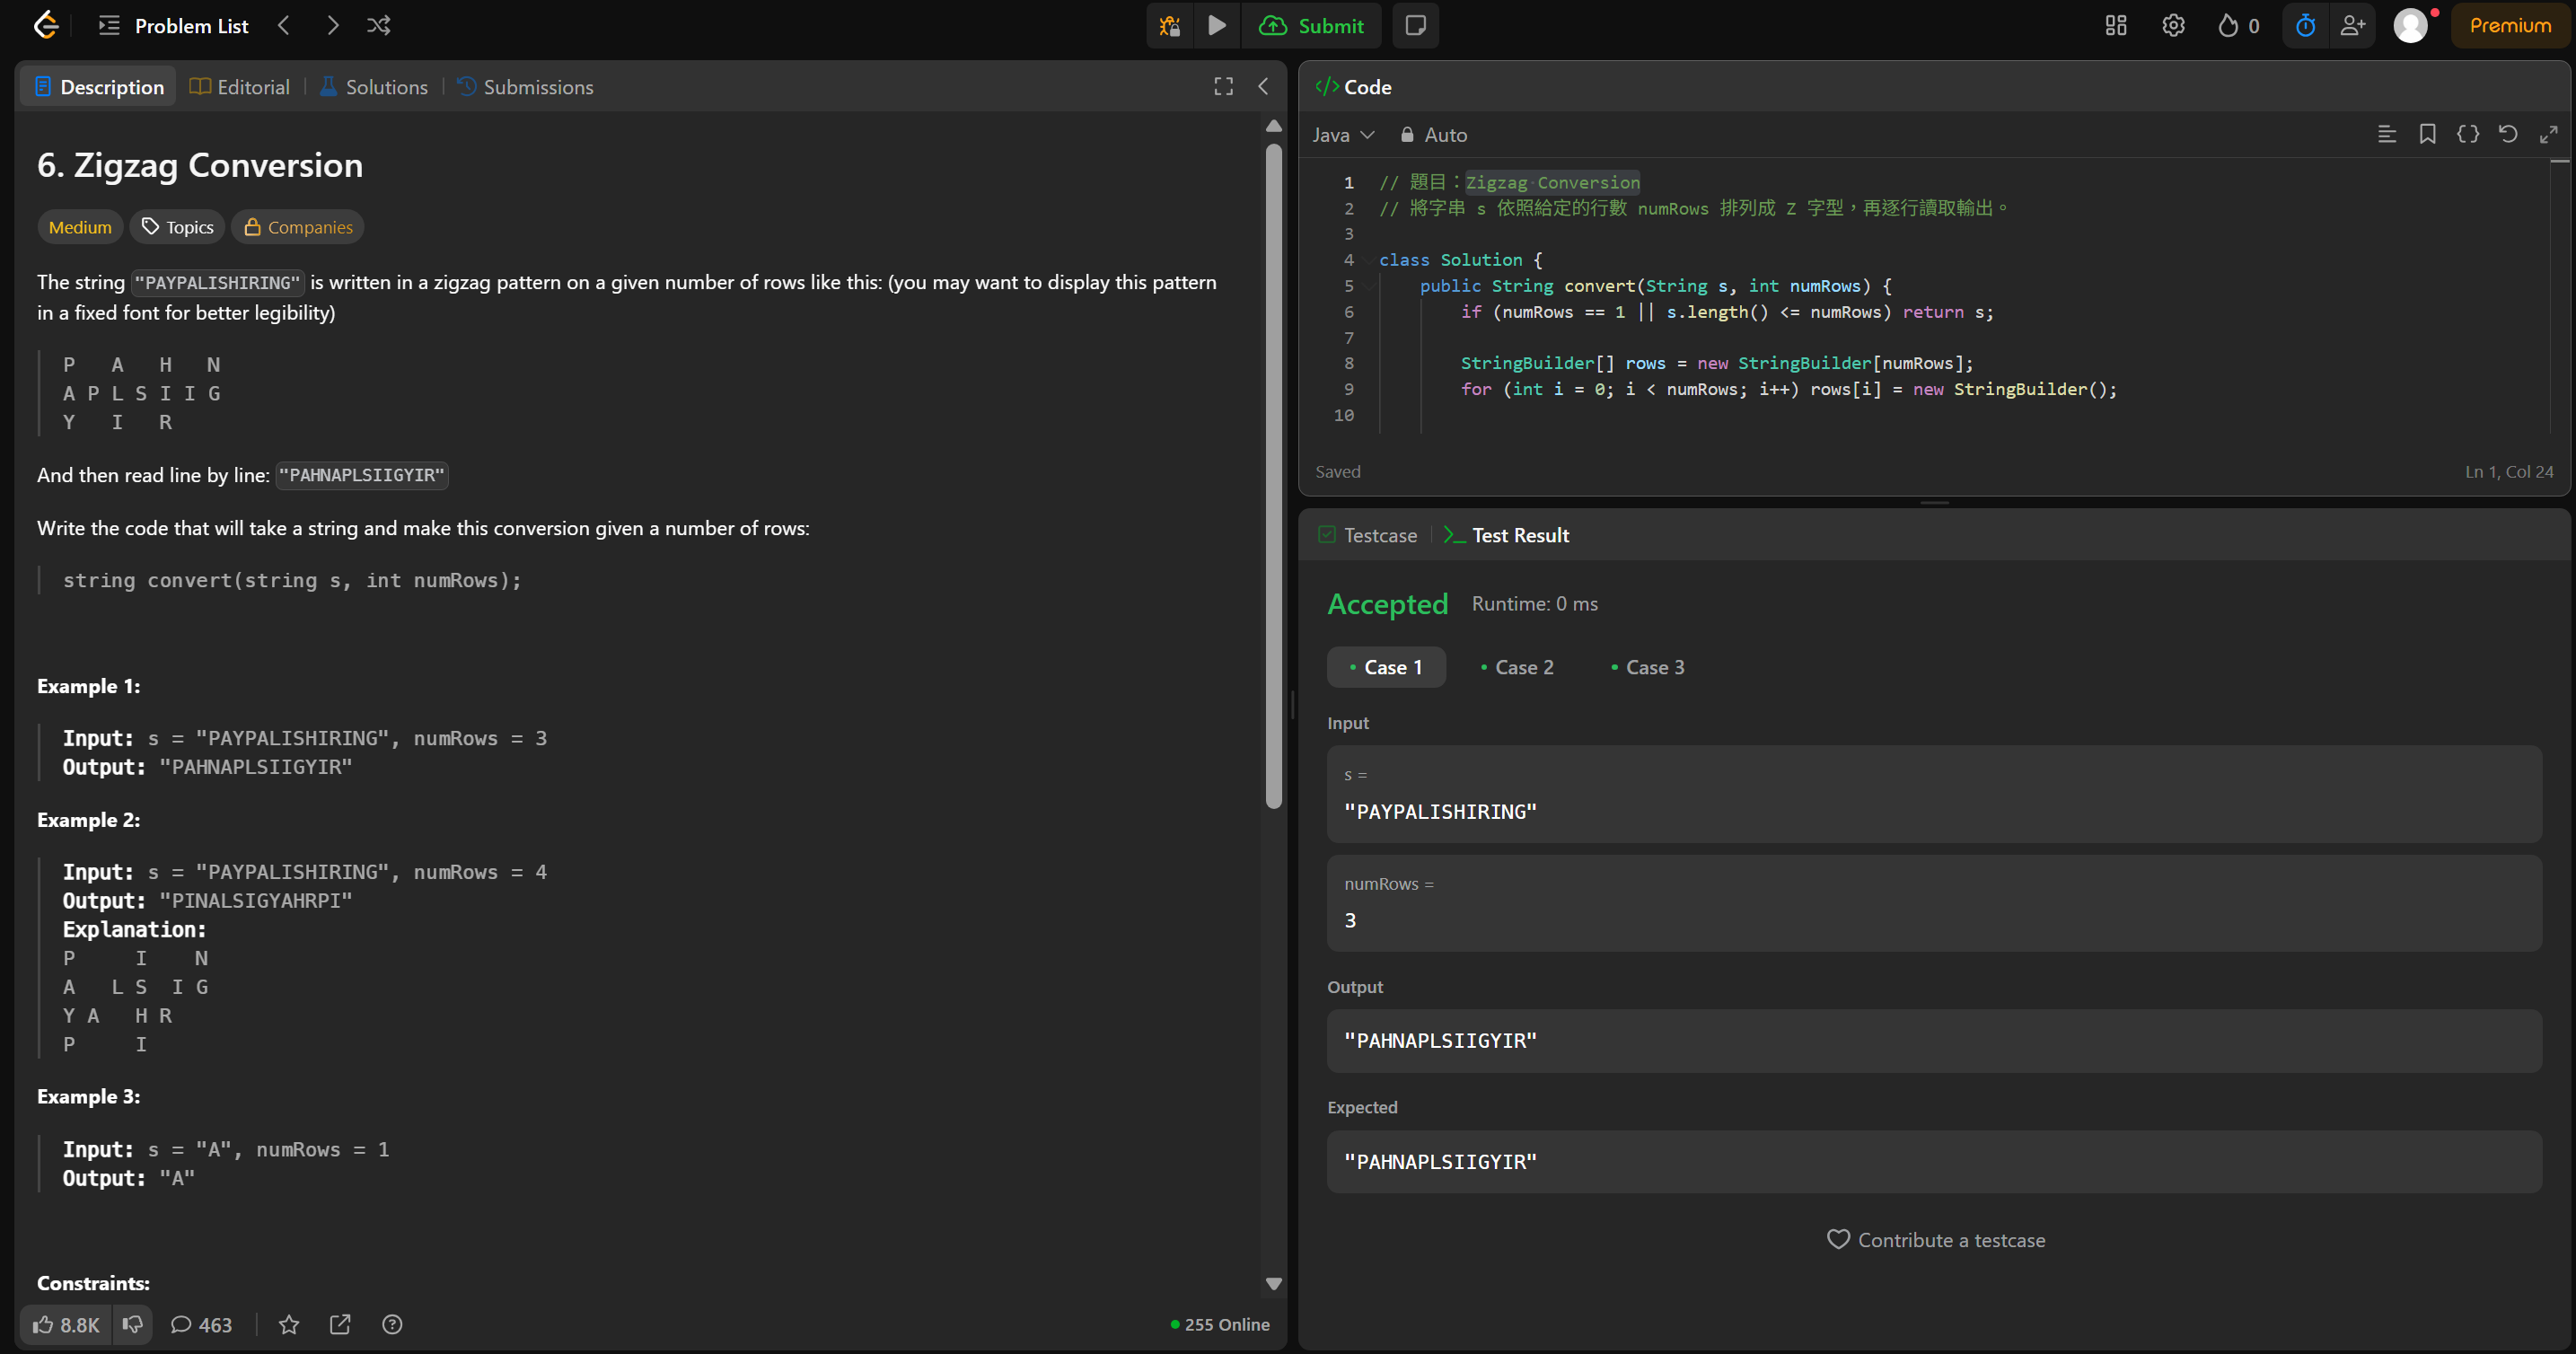 Problem List
Submit
0
Premium
Description
Editorial
Solutions
Submissions
6. Zigzag Conversion
Medium
Topics
Companies
The string "PAYPALISHIRING" is written in a zigzag pattern on a given number of rows like this: (you may want to display this pattern
in a fixed font for better legibility)
P   A   H   N
A P L S I I G
Y   I   R
And then read line by line: "PAHNAPLSIIGYIR"
Write the code that will take a string and make this conversion given a number of rows:
string convert(string s, int numRows);
Example 1:
Input: s = "PAYPALISHIRING", numRows = 3
Output: "PAHNAPLSIIGYIR"
Example 2:
Input: s = "PAYPALISHIRING", numRows = 4
Output: "PINALSIGYAHRPI"
Explanation:
P     I    N
A   L S  I G
Y A   H R
P     I
Example 3:
Input: s = "A", numRows = 1
Output: "A"
Constraints:
8.8K
463
255 Online
Code
Java
Auto
1 // 題目：Zigzag Conversion
2 // 將字串 s 依照給定的行數 numRows 排列成 Z 字型，再逐行讀取輸出。
3
4 class Solution {
5     public String convert(String s, int numRows) {
6         if (numRows == 1 || s.length() <= numRows) return s;
7
8         StringBuilder[] rows = new StringBuilder[numRows];
9         for (int i = 0; i < numRows; i++) rows[i] = new StringBuilder();
10
Saved
Ln 1, Col 24
Testcase
Test Result
Accepted
Runtime: 0 ms
Case 1
Case 2
Case 3
Input
s =
"PAYPALISHIRING"
numRows =
3
Output
"PAHNAPLSIIGYIR"
Expected
"PAHNAPLSIIGYIR"
Contribute a testcase